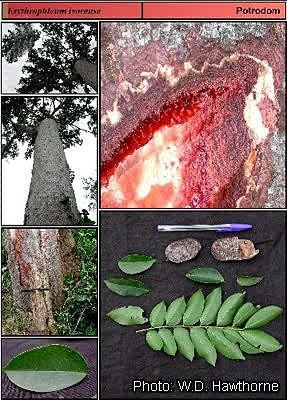 Erythrophleum ivorense
Potrodom
Photo: W.D. Hawthorne